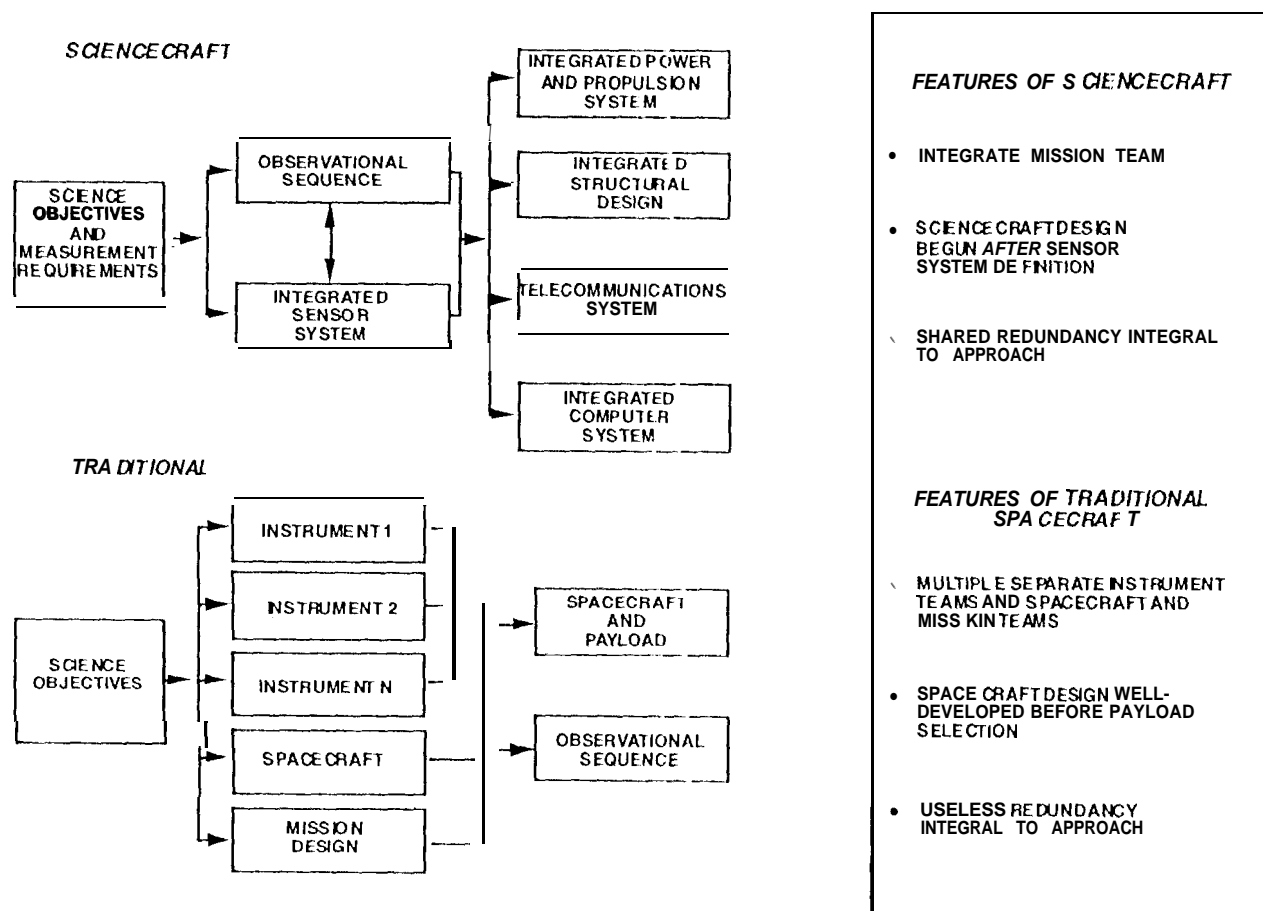 SCIENCECRAFT
SCIENCE
OBJECTIVES
AND
MEASUREMENT
REQUIREMENTS
OBSERVATIONAL
SEQUENCE
INTEGRATED
SENSOR
SYSTEM
INTEGRATED POWER
AND PROPULSION
SYSTEM
INTEGRATED
STRUCTURAL
DESIGN
TELECOMMUNICATIONS
SYSTEM
INTEGRATED
COMPUTER
SYSTEM
TRADITIONAL
SCIENCE
OBJECTIVES
INSTRUMENT 1
INSTRUMENT 2
INSTRUMENT N
SPACECRAFT
MISSION
DESIGN
SPACECRAFT
AND
PAYLOAD
OBSERVATIONAL
SEQUENCE
FEATURES OF SCIENCECRAFT
• INTEGRATE MISSION TEAM
• SCIENCECRAFT DESIGN
BEGUN AFTER SENSOR
SYSTEM DEFINITION
SHARED REDUNDANCY INTEGRAL
TO APPROACH
FEATURES OF TRADITIONAL
SPACECRAFT
MULTIPLE SEPARATE INSTRUMENT
TEAMS AND SPACECRAFT AND
MISS KIN TEAMS
• SPACE CRAFT DESIGN WELL-
DEVELOPED BEFORE PAYLOAD
SELECTION
• USELESS REDUNDANCY
INTEGRAL TO APPROACH